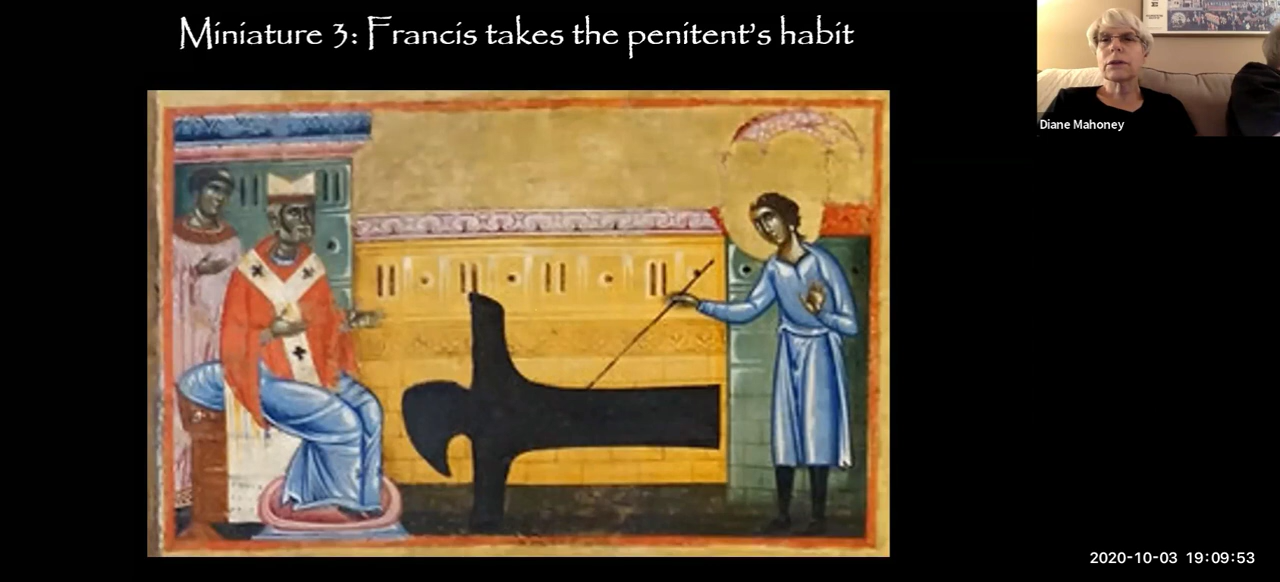 Miniature 3: Francis takes the penitent's habit
Diane Mahoney
2020-10-03 19:09:53